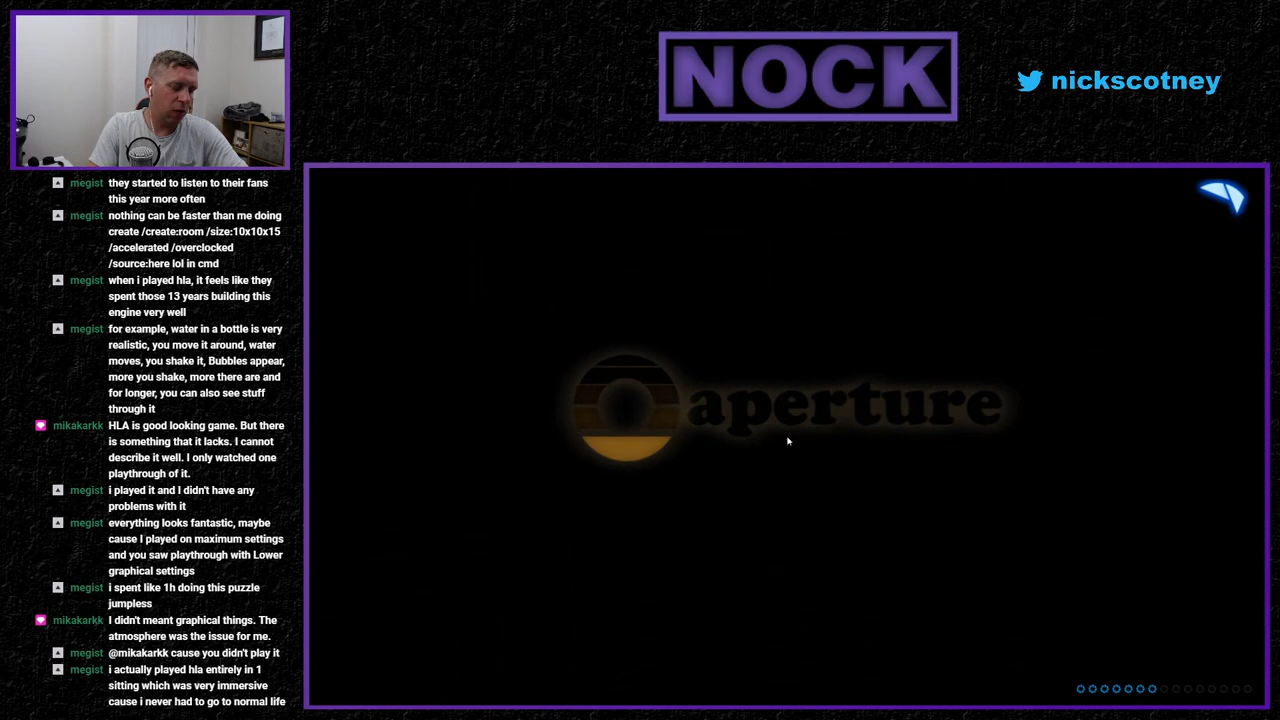 NOCK
nickscotney
megist they started to listen to their fans
this year more often
megist nothing can be faster than me doing
create /create:room /size:10x10x15
/accelerated /overclocked
/source:here lol in cmd
megist when i played hla, it feels like they
spent those 13 years building this
engine very well
megist for example, water in a bottle is very
realistic, you move it around, water
moves, you shake it, Bubbles appear,
more you shake, more there are and
for longer, you can also see stuff
through it
mikakarkk HLA is good looking game. But there
is something that it lacks. I cannot
describe it well. I only watched one
playthrough of it.
megist i played it and I didn't have any
problems with it
megist everything looks fantastic, maybe
cause I played on maximum settings
and you saw playthrough with Lower
graphical settings
megist i spent like 1h doing this puzzle
jumpless
mikakarkk I didn't meant graphical things. The
atmosphere was the issue for me.
megist @mikakarkk cause you didn't play it
megist i actually played hla entirely in 1
sitting which was very immersive
cause i never had to go to normal life
aperture